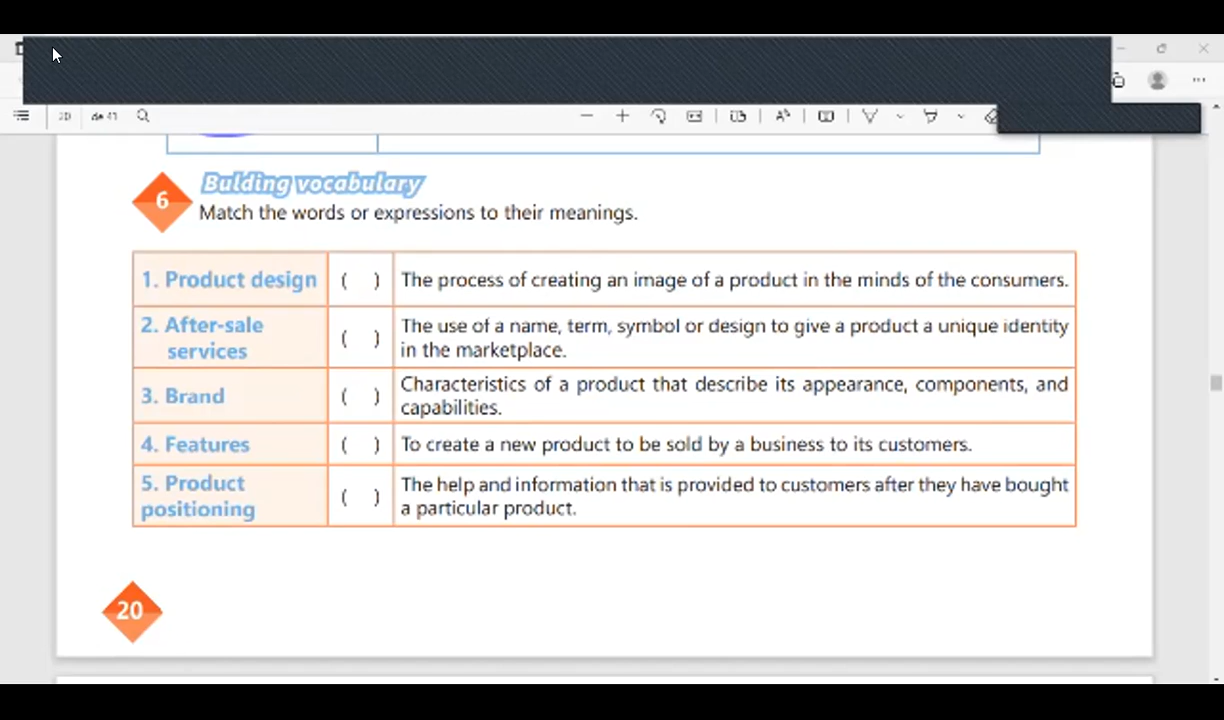 de 41
6
Bulding vocabulary
Match the words or expressions to their meanings.
1. Product design
( )
The process of creating an image of a product in the minds of the consumers.
2. After-sale
services
( )
The use of a name, term, symbol or design to give a product a unique identity
in the marketplace.
3. Brand
( )
Characteristics of a product that describe its appearance, components, and
capabilities.
4. Features
( )
To create a new product to be sold by a business to its customers.
5. Product
positioning
( )
The help and information that is provided to customers after they have bought
a particular product.
20